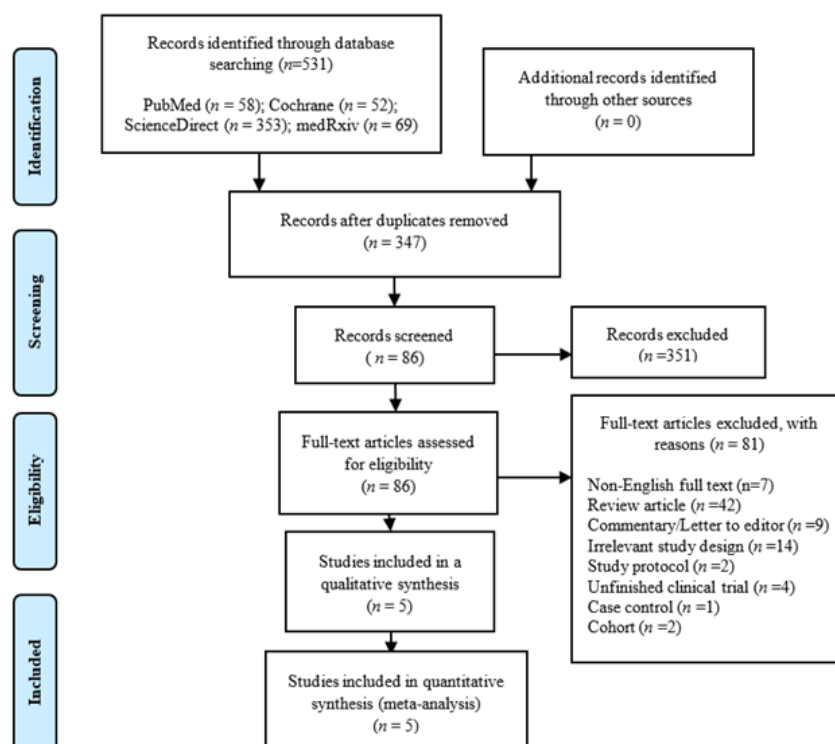 Identification
Records identified through database
searching (n=531)
PubMed (n = 58); Cochrane (n = 52);
ScienceDirect (n = 353); medRxiv (n = 69)
Additional records identified
through other sources
(n = 0)
Records after duplicates removed
(n = 347)
Screening
Records screened
( n = 86)
Records excluded
(n =351)
Eligibility
Full-text articles assessed
for eligibility
(n = 86)
Full-text articles excluded, with
reasons (n = 81)
Non-English full text (n=7)
Review article (n =42)
Commentary/Letter to editor (n =9)
Irrelevant study design (n =14)
Study protocol (n =2)
Unfinished clinical trial (n =4)
Case control (n =1)
Cohort (n =2)
Studies included in a
qualitative synthesis
(n = 5)
Included
Studies included in quantitative
synthesis (meta-analysis)
(n = 5)